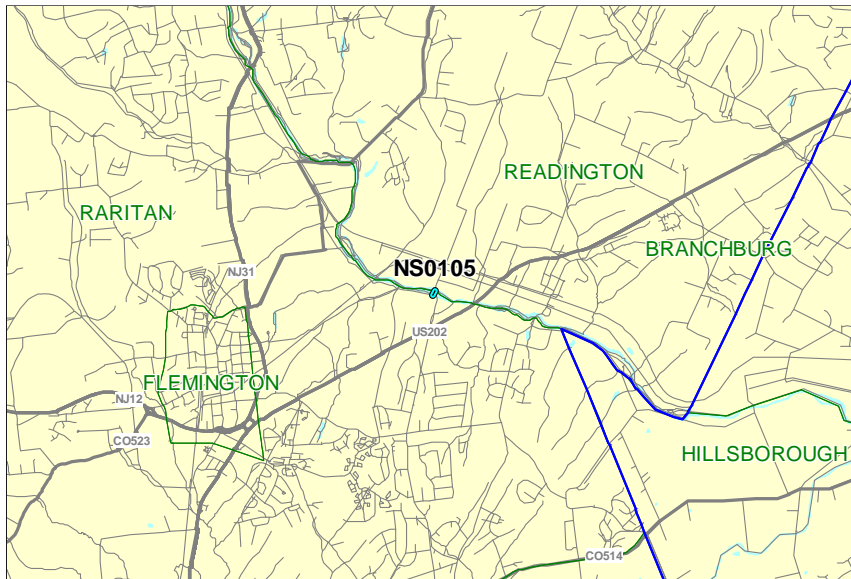 READINGTON
RARITAN
BRANCHBURG
NS0105
NJ31
US202
FLEMINGTON
NJ12
CO523
HILLSBOROUGH
CO514